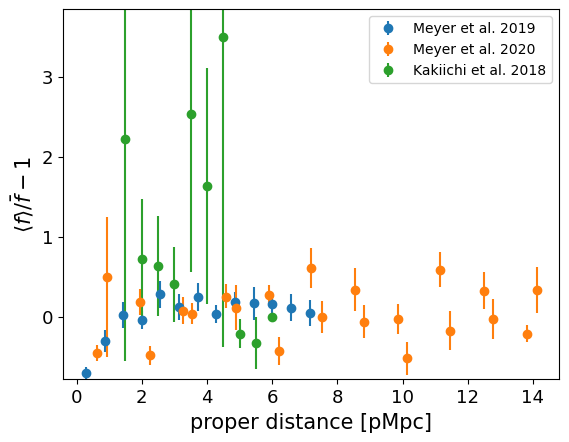 Meyer et al. 2019
Meyer et al. 2020
Kakiichi et al. 2018
3
2
1
0
⟨f⟩/f̄ − 1
0 2 4 6 8 10 12 14
proper distance [pMpc]